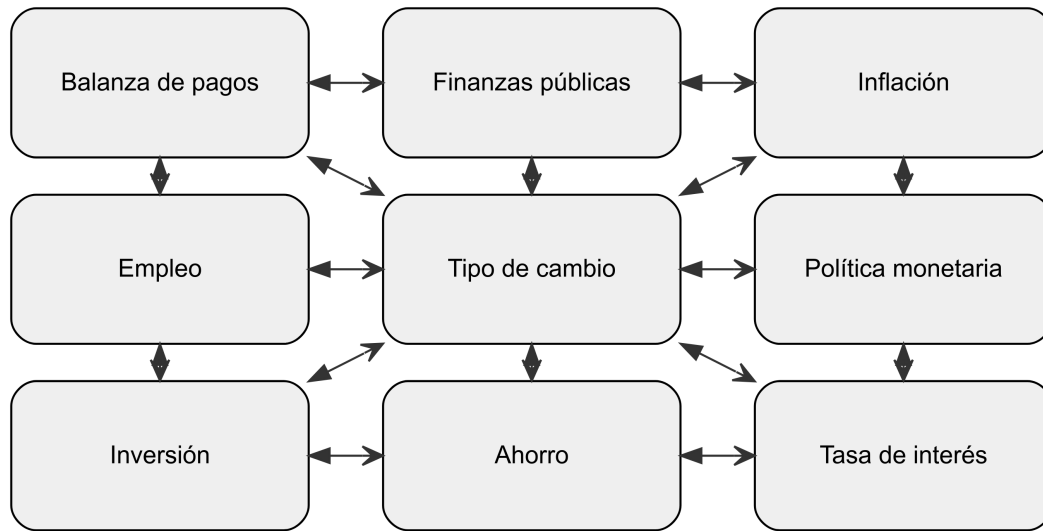 Balanza de pagos
Finanzas públicas
Inflación
Empleo
Tipo de cambio
Política monetaria
Inversión
Ahorro
Tasa de interés